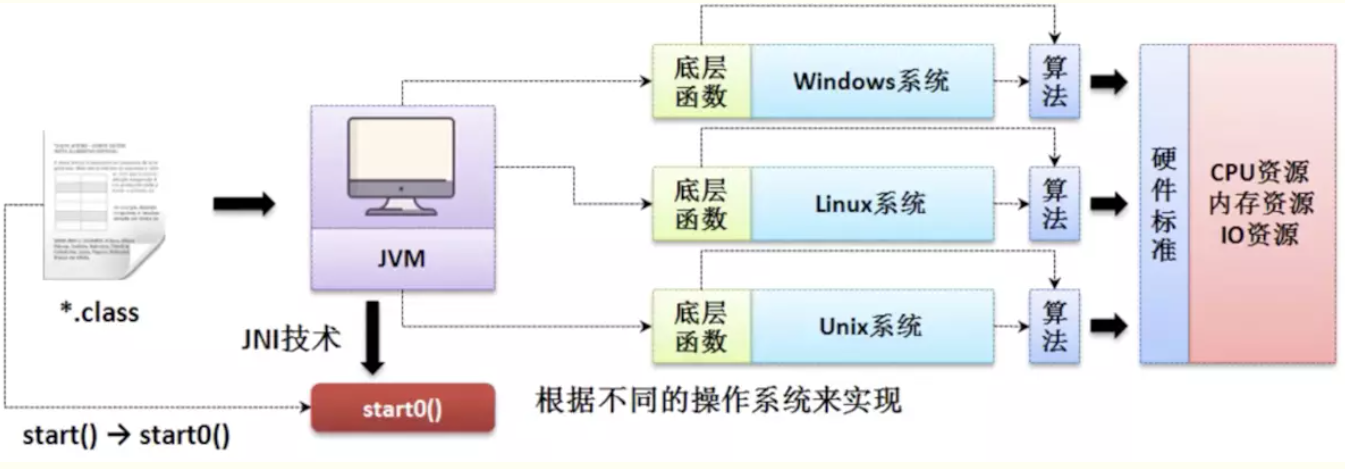 *.class
start() → start0()
JVM
JNI技术
start0()
根据不同的操作系统来实现
底层
函数
Windows系统
算
法
底层
函数
Linux系统
算
法
底层
函数
Unix系统
算
法
硬
件
标
准
CPU资源
内存资源
IO资源